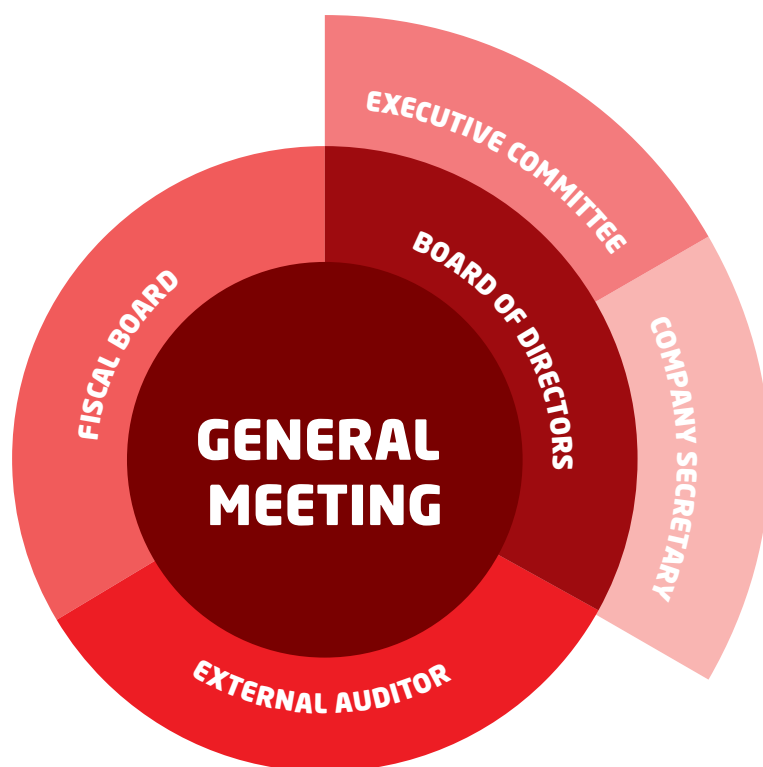 EXECUTIVE COMMITTEE
BOARD OF DIRECTORS
COMPANY SECRETARY
FISCAL BOARD
GENERAL
MEETING
EXTERNAL AUDITOR